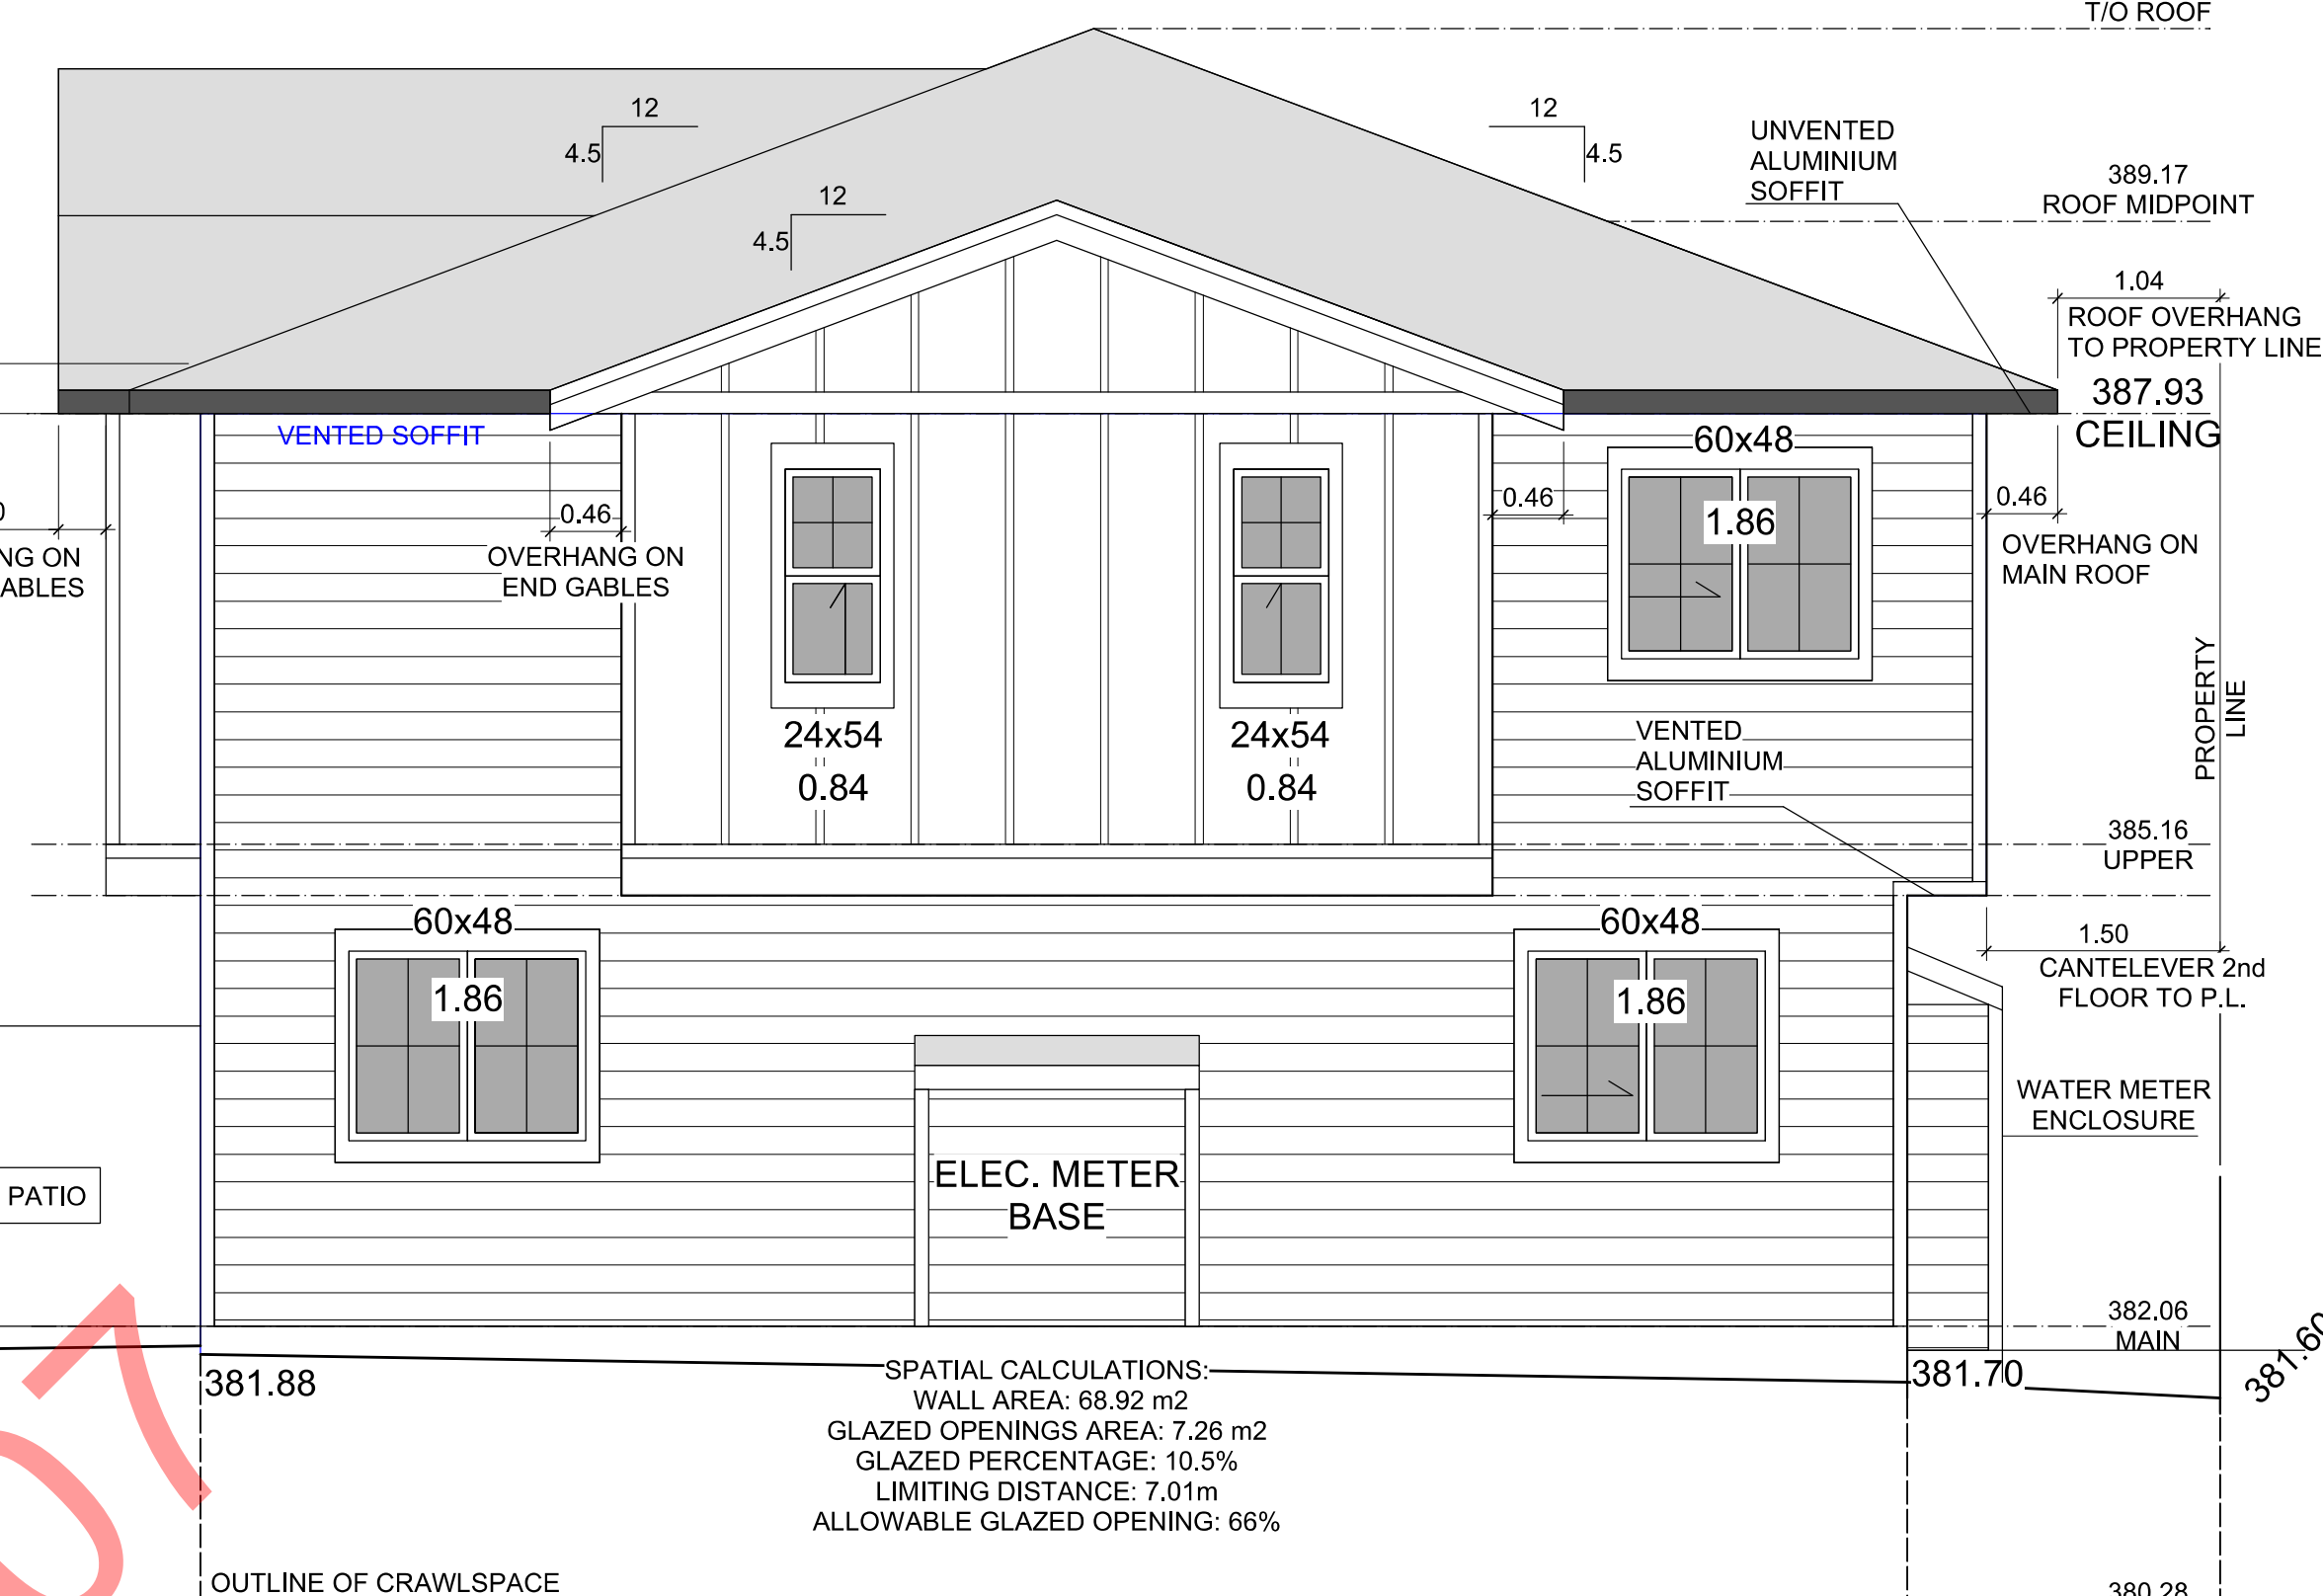 T/O ROOF
12
4.5
12
4.5
12
4.5
UNVENTED
ALUMINIUM
SOFFIT
389.17
ROOF MIDPOINT
1.04
ROOF OVERHANG
TO PROPERTY LINE
387.93
CEILING
VENTED SOFFIT
60x48
1.86
0.46
0.46
0.46
0
NG ON
ABLES
OVERHANG ON
END GABLES
OVERHANG ON
MAIN ROOF
PROPERTY
LINE
24x54
0.84
24x54
0.84
VENTED
ALUMINIUM
SOFFIT
385.16
UPPER
60x48
1.86
60x48
1.86
1.50
CANTELEVER 2nd
FLOOR TO P.L.
WATER METER
ENCLOSURE
PATIO
ELEC. METER
BASE
382.06
MAIN
381.60
381.88
381.70
SPATIAL CALCULATIONS:
WALL AREA: 68.92 m2
GLAZED OPENINGS AREA: 7.26 m2
GLAZED PERCENTAGE: 10.5%
LIMITING DISTANCE: 7.01m
ALLOWABLE GLAZED OPENING: 66%
07
OUTLINE OF CRAWLSPACE
380.28